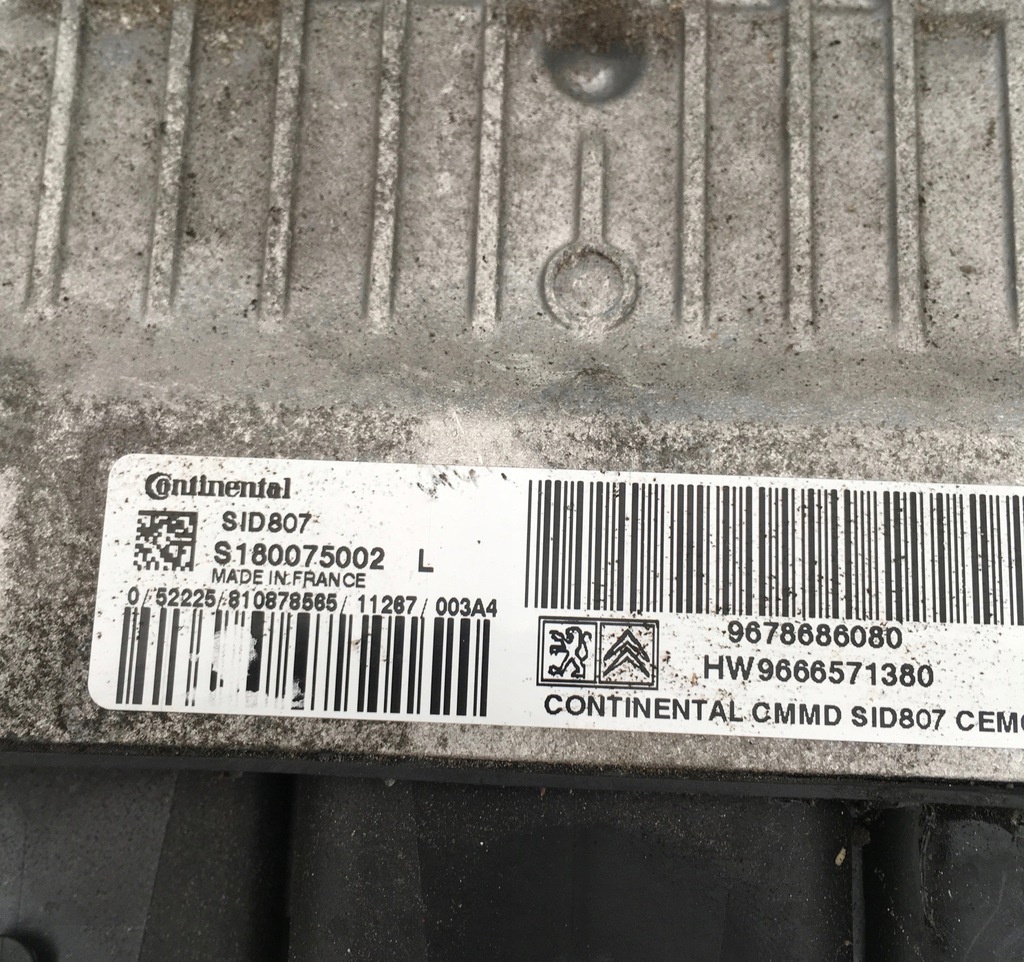 Continental
SID807
S180075002 L
MADE IN FRANCE
0/52225/810878565/11267/003A4
9678686080
HW9666571380
CONTINENTAL CMMD SID807